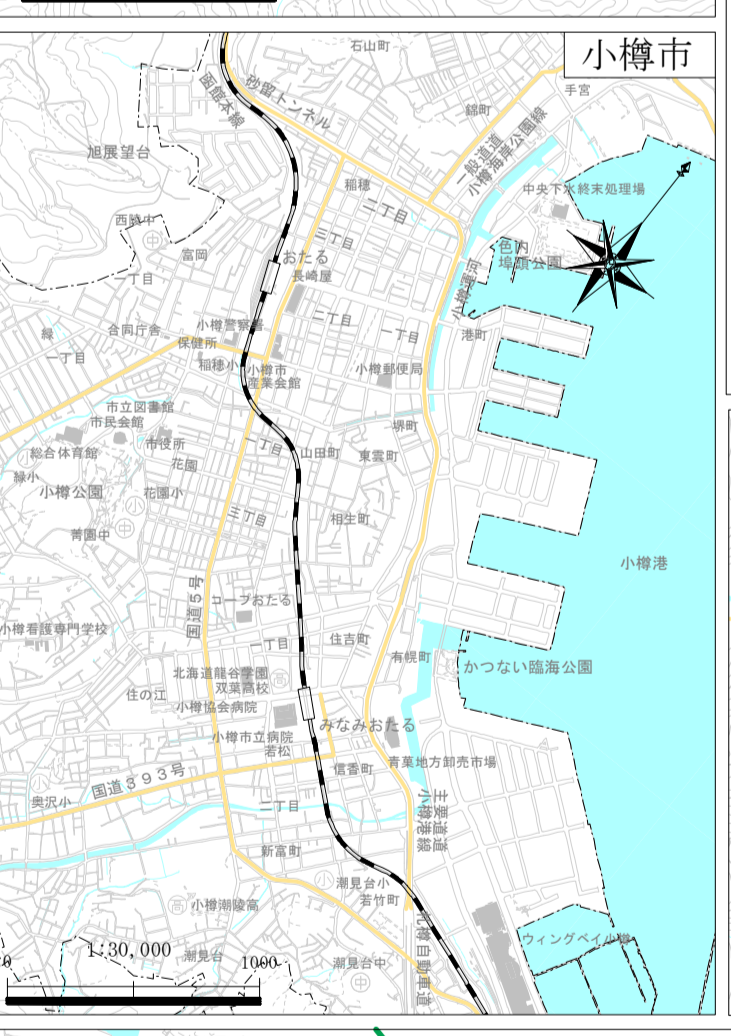 小樽市
石山町
手宮
砂留トンネル
函館本線
錦町
一般道道
小樽海岸公園線
旭展望台
稲穂
中央下水終末処理場
二丁目
西陵中
中
富岡
三丁目
おたる
色内
埠頭公園
一丁目
長崎屋
小樽運河
緑
一丁目
合同庁舎
小樽警察署
二丁目
一丁目
港町
保健所
稲穂小
小樽市
産業会館
小樽郵便局
市立図書館
市民会館
市役所
堺町
総合体育館
一丁目
山田町
東雲町
緑小
花園
小樽公園
花園小
小
中
菁園中
三丁目
相生町
小樽港
国道5号
コープおたる
小樽看護専門学校
一丁目
住吉町
有幌町
かつない臨海公園
北海道龍谷学園
双葉高校
高
住の江
小樽協会病院
みなみおたる
小樽市立病院
若松
青葉地方卸売市場
信香町
国道393号
小
奥沢小
二丁目
主要道道
小樽港線
新富町
小
潮見台小
若竹町
高
小樽潮陵高
札樽自動車道
ウィングベイ小樽
1:30,000
潮見台
0
1000
潮見台中
中